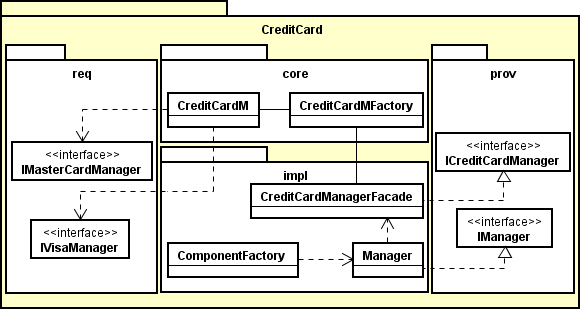 CreditCard
req
core
prov
CreditCardM
CreditCardMFactory
<<interface>>
IMasterCardManager
<<interface>>
ICreditCardManager
impl
CreditCardManagerFacade
<<interface>>
IVisaManager
<<interface>>
IManager
ComponentFactory
Manager